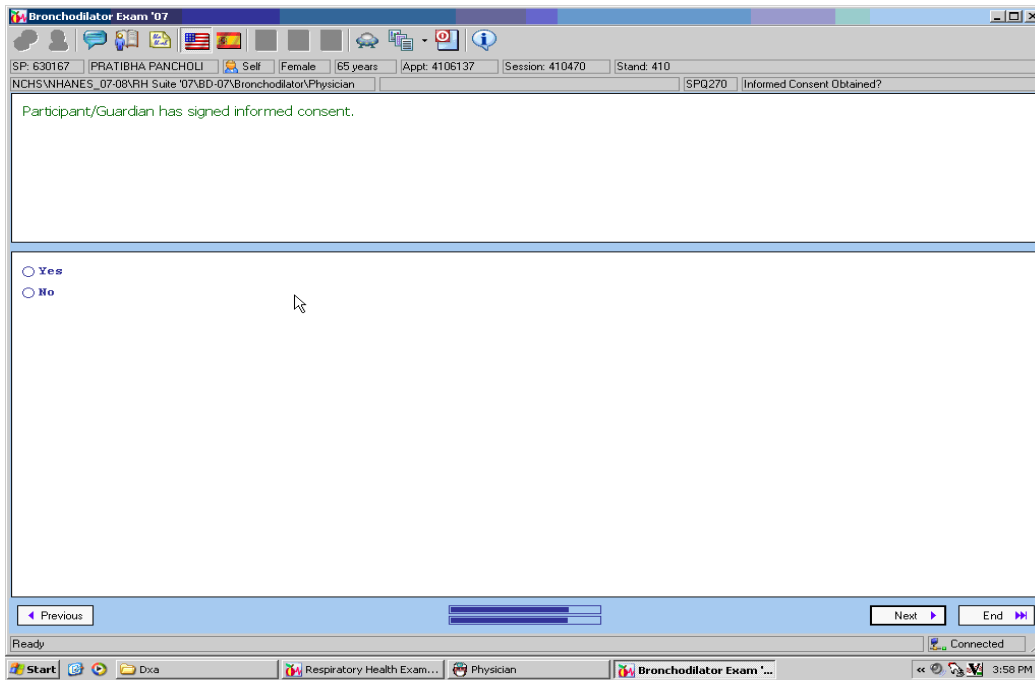 Bronchodilator Exam '07
SP: 630167 PRATIBHA PANCHOLI Self Female 65 years Appt: 4106137 Session: 410470 Stand: 410
NCHS\NHANES_07-08\RH Suite '07\BD-07\Bronchodilator\Physician SPQ270 Informed Consent Obtained?
Participant/Guardian has signed informed consent.
Yes
No
Previous Next End
Ready Connected
Start Dxa Respiratory Health Exam... Physician Bronchodilator Exam '... 3:58 PM